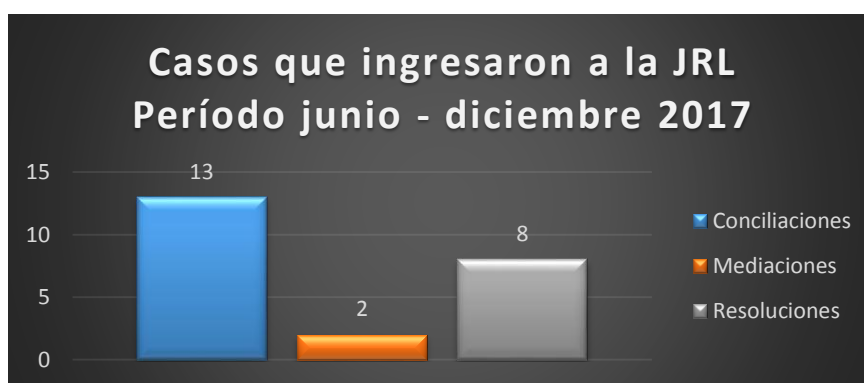 Casos que ingresaron a la JRL
Período junio - diciembre 2017
15
10
5
0
13
2
8
Conciliaciones
Mediaciones
Resoluciones